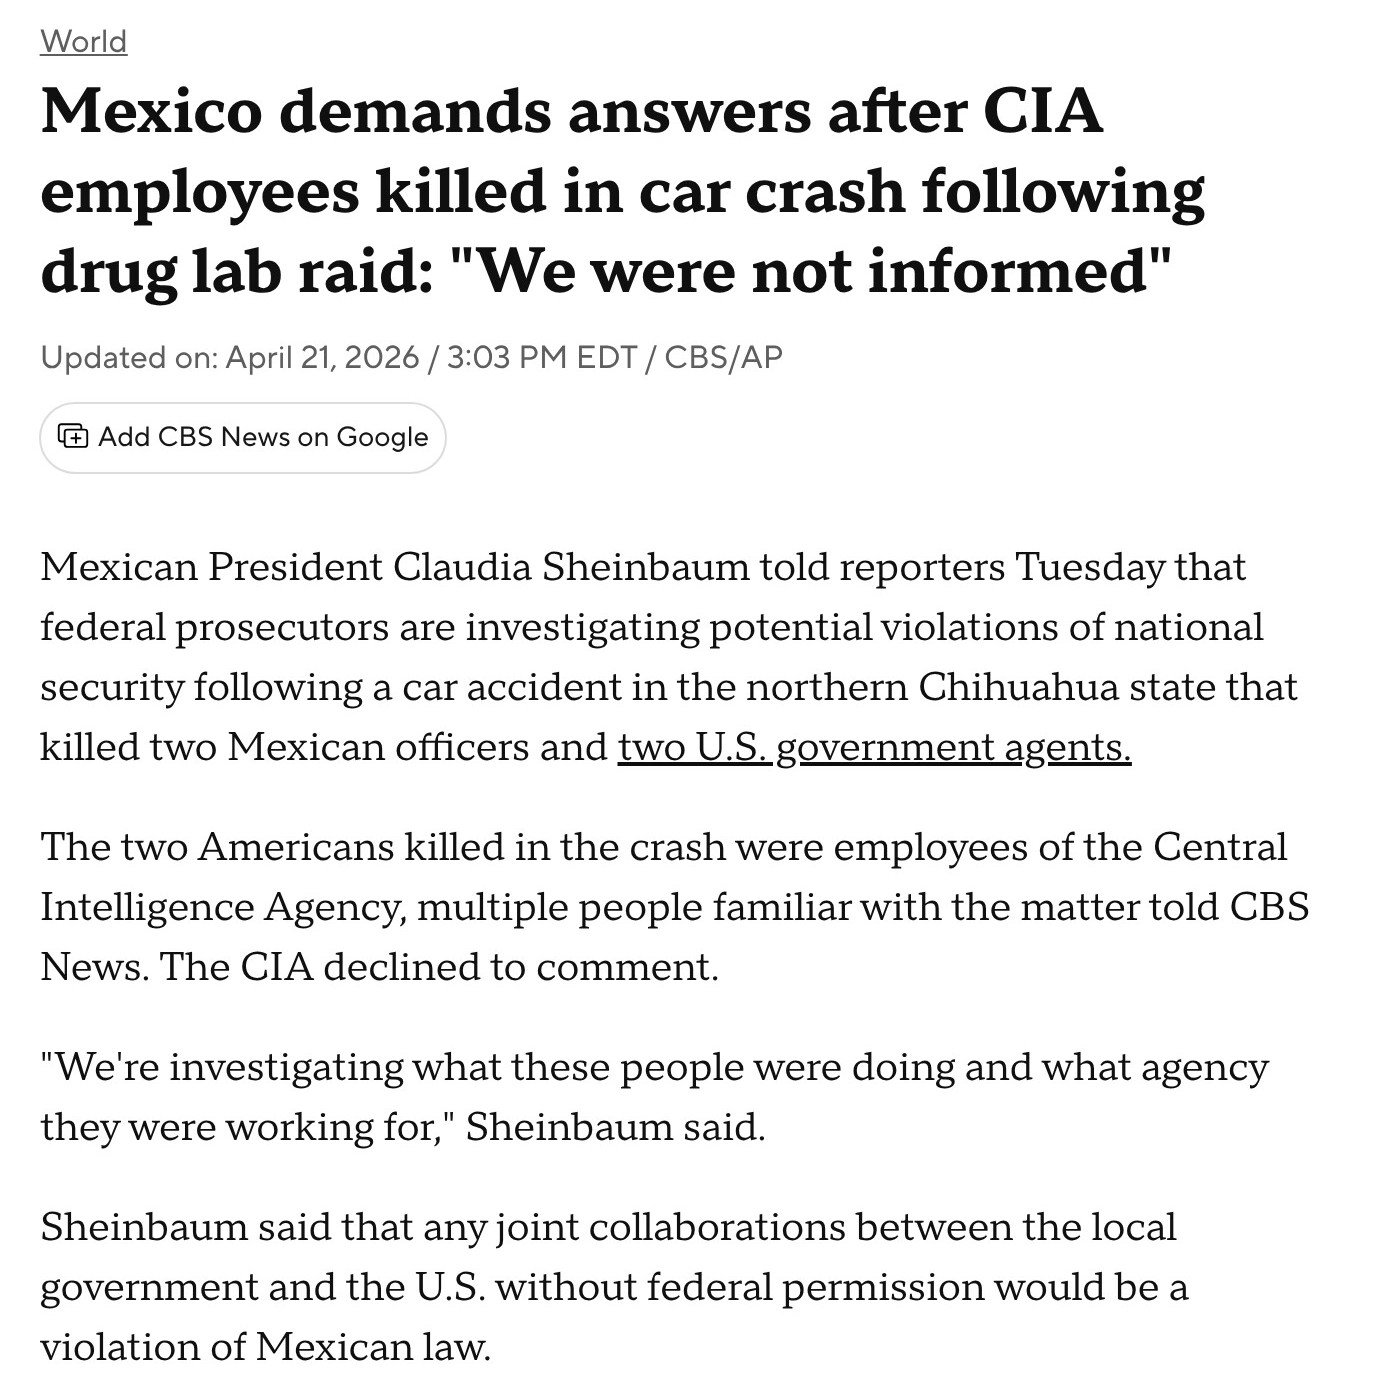 World
Mexico demands answers after CIA
employees killed in car crash following
drug lab raid: "We were not informed"
Updated on: April 21, 2026 / 3:03 PM EDT / CBS/AP
Add CBS News on Google
Mexican President Claudia Sheinbaum told reporters Tuesday that
federal prosecutors are investigating potential violations of national
security following a car accident in the northern Chihuahua state that
killed two Mexican officers and two U.S. government agents.
The two Americans killed in the crash were employees of the Central
Intelligence Agency, multiple people familiar with the matter told CBS
News. The CIA declined to comment.
"We're investigating what these people were doing and what agency
they were working for," Sheinbaum said.
Sheinbaum said that any joint collaborations between the local
government and the U.S. without federal permission would be a
violation of Mexican law.